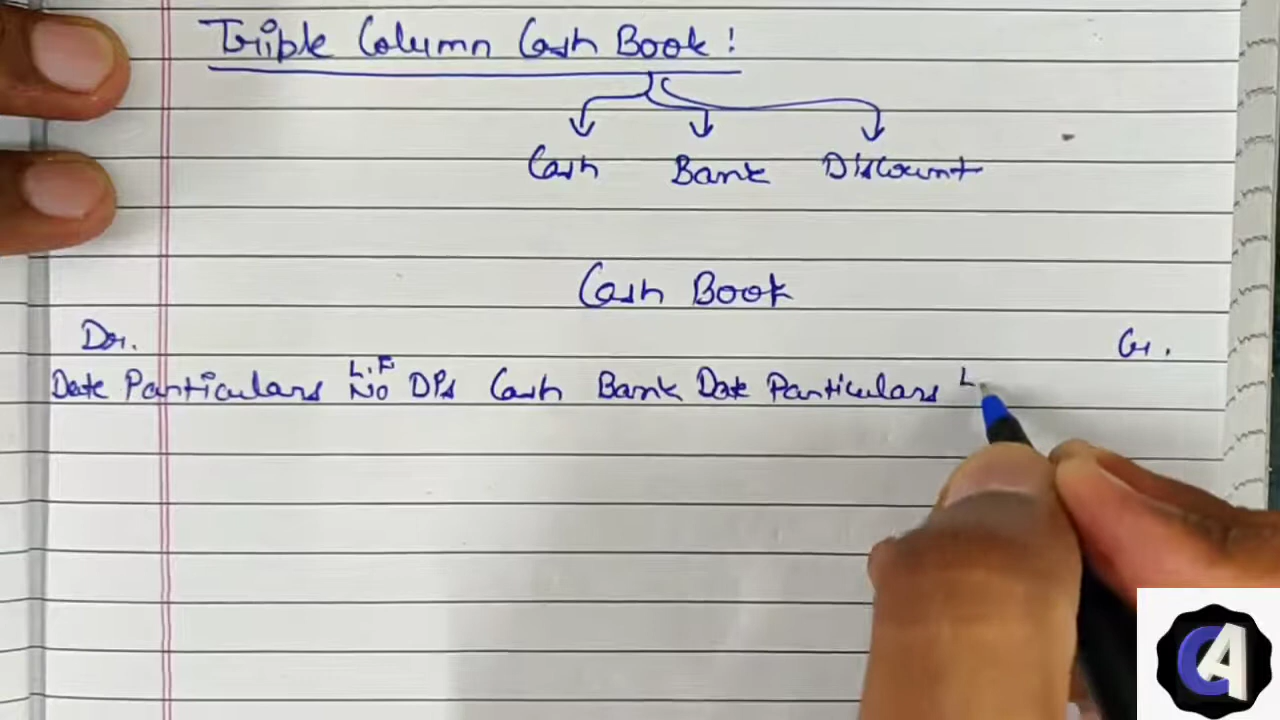 Triple Column Cash Book!
Cash Bank Discount
Cash Book
Dr. Cr.
Date Particulars L.F No Dis Cash Bank Date Particulars L
CA